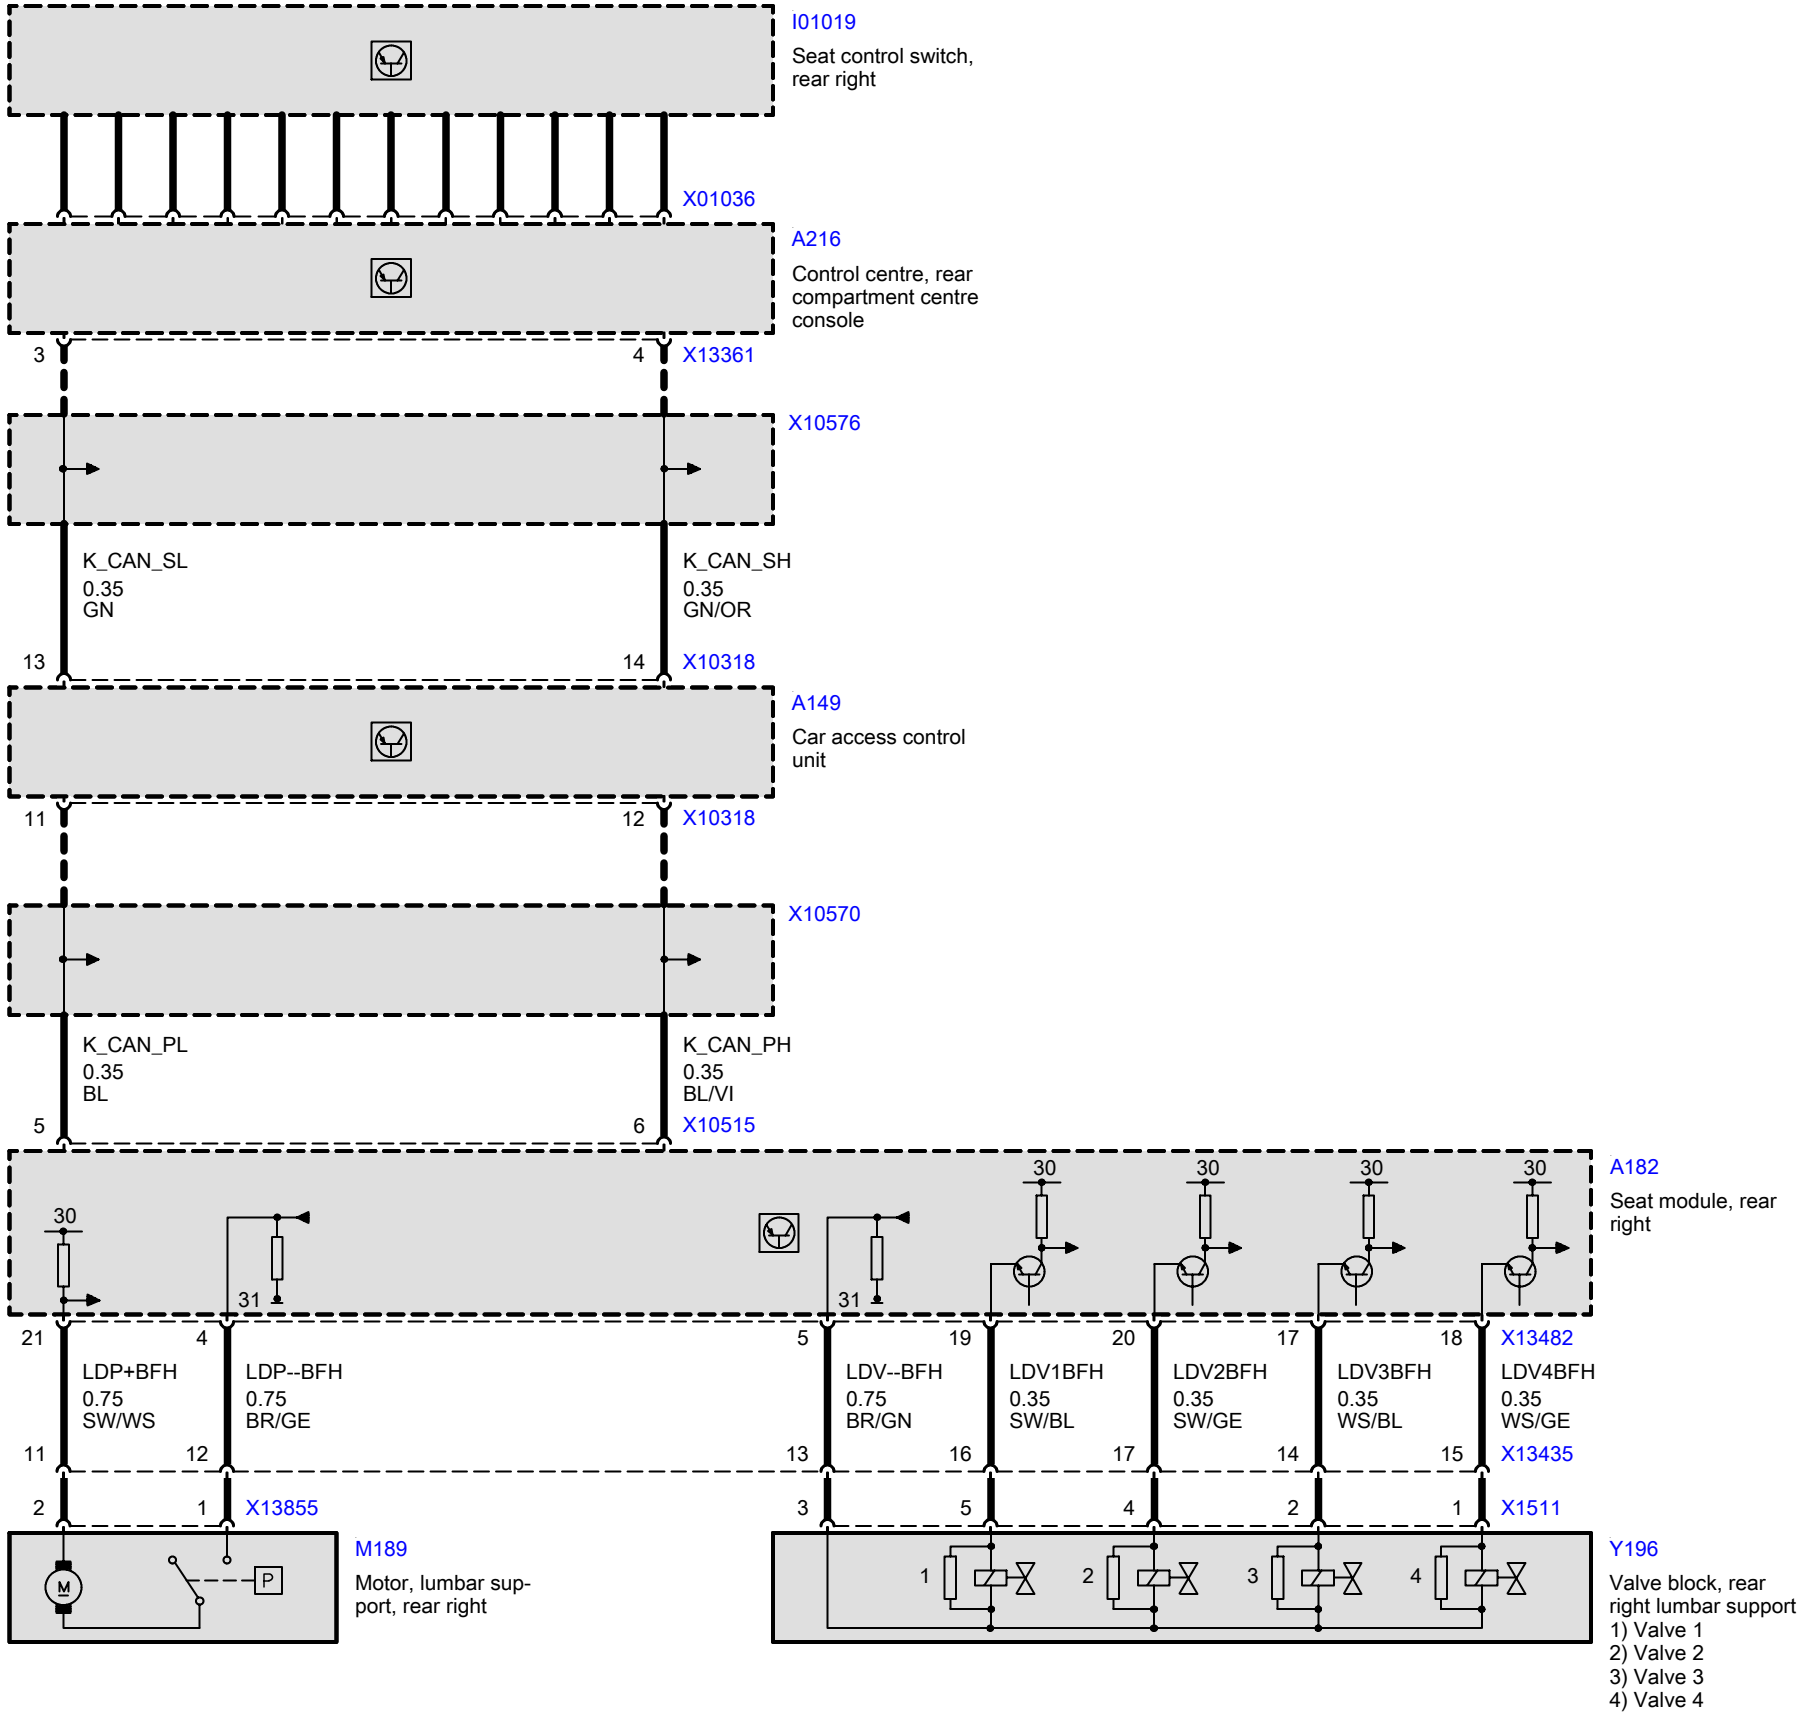 I01019
Seat control switch,
rear right
X01036
A216
Control centre, rear
compartment centre
console
3 4 X13361
X10576
K_CAN_SL K_CAN_SH
0.35 0.35
GN GN/OR
13 14 X10318
A149
Car access control
unit
11 12 X10318
X10570
K_CAN_PL K_CAN_PH
0.35 0.35
BL BL/VI
5 6 X10515
A182
Seat module, rear
right
30 30 30 30
30
31 31
21 4 5 19 20 17 18 X13482
LDP+BFH LDP--BFH LDV--BFH LDV1BFH LDV2BFH LDV3BFH LDV4BFH
0.75 0.75 0.75 0.35 0.35 0.35 0.35
SW/WS BR/GE BR/GN SW/BL SW/GE WS/BL WS/GE
11 12 13 16 17 14 15 X13435
2 1 X13855 3 5 4 2 1 X1511
M189
Motor, lumbar sup-
port, rear right
M P
1 2 3 4
Y196
Valve block, rear
right lumbar support
1) Valve 1
2) Valve 2
3) Valve 3
4) Valve 4